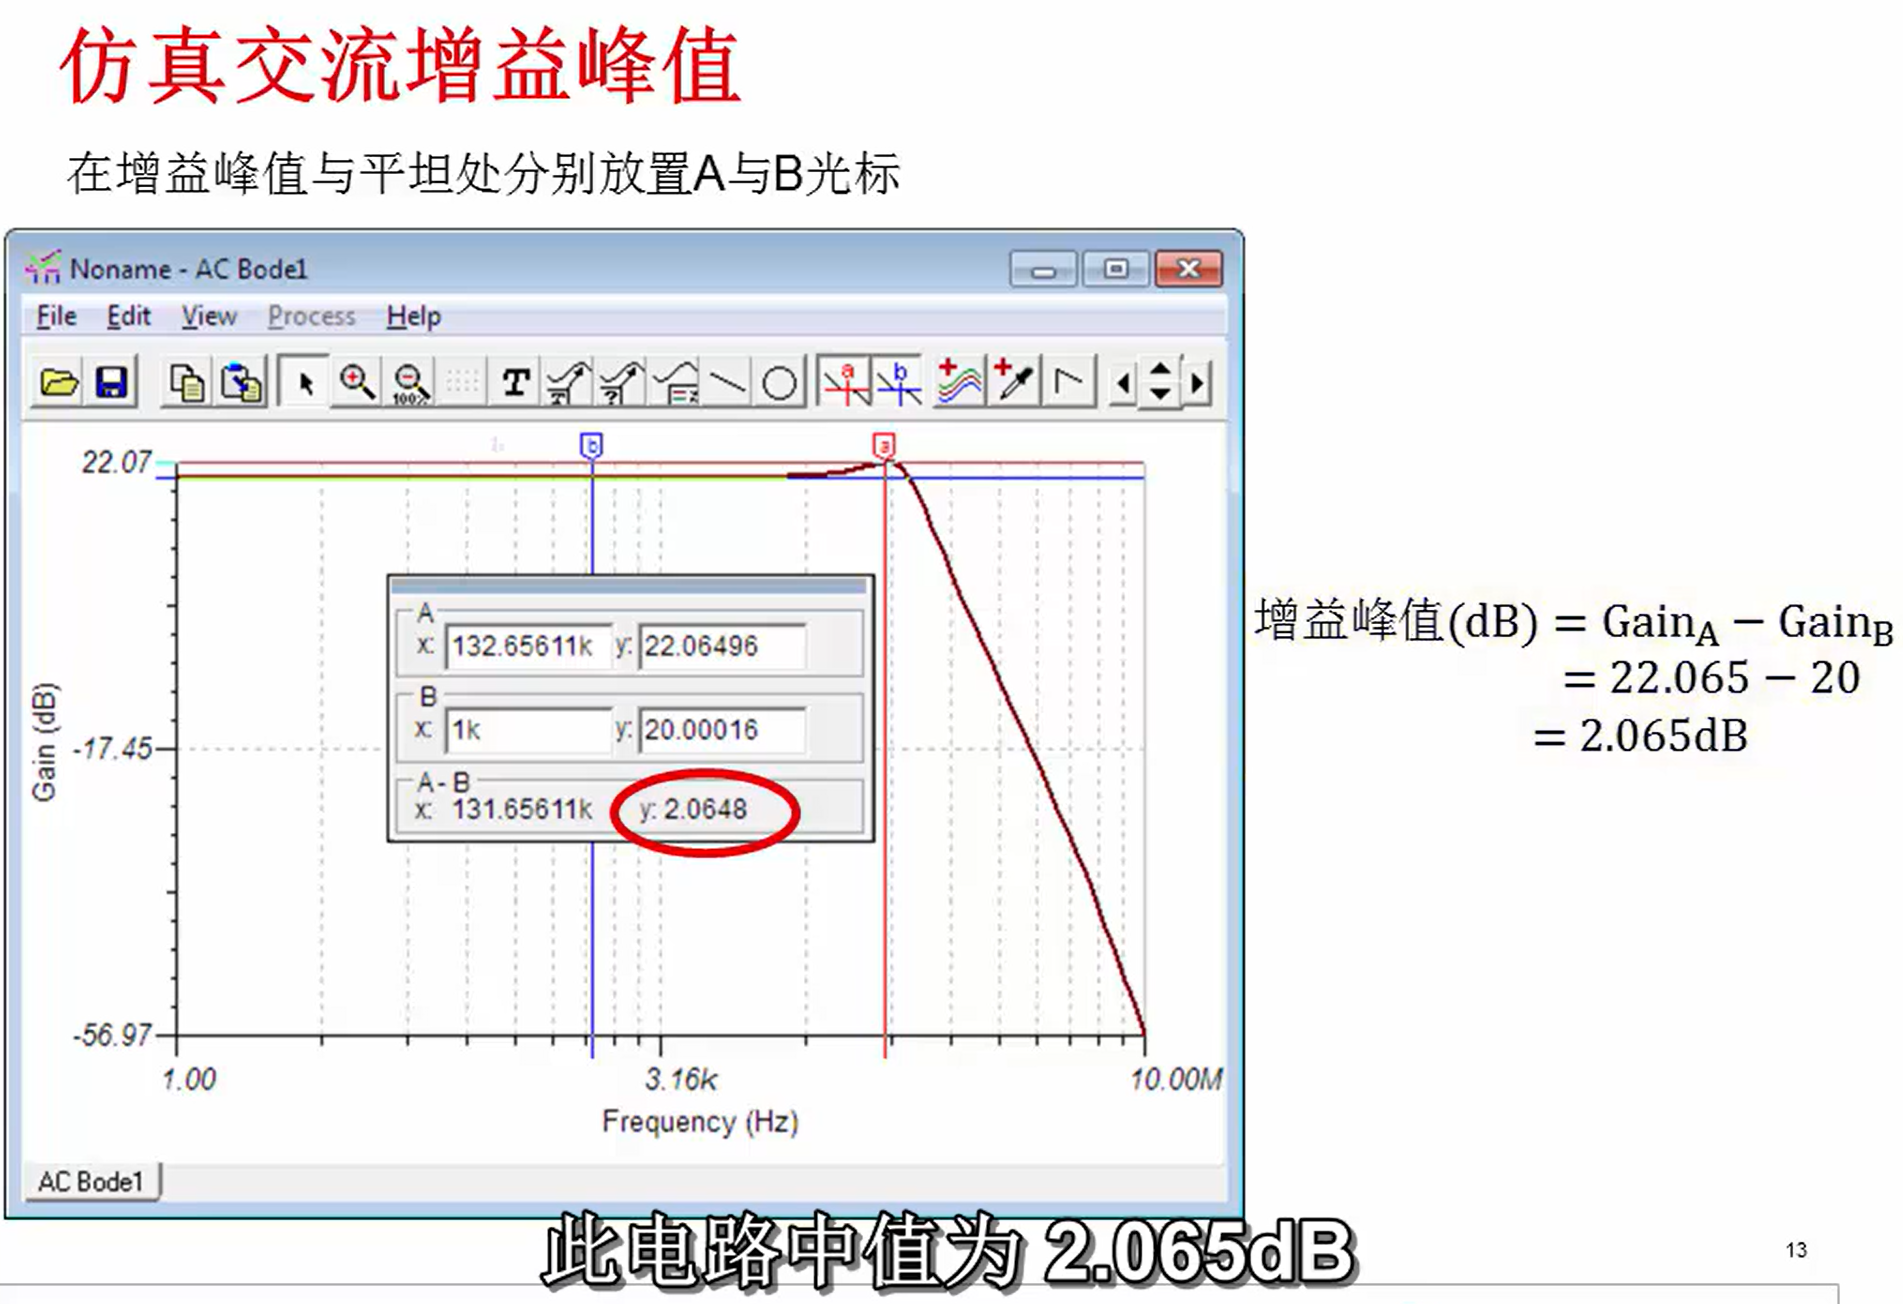 仿真交流增益峰值
在增益峰值与平坦处分别放置A与B光标
Noname - AC Bode1
File Edit View Process Help
T
100%
a
b
b
a
22.07
-17.45
-56.97
Gain (dB)
A
x: 132.65611k y: 22.06496
B
x: 1k y: 20.00016
A - B
x: 131.65611k y: 2.0648
增益峰值(dB) = GainA − GainB
= 22.065 − 20
= 2.065dB
1.00 3.16k 10.00M
Frequency (Hz)
AC Bode1
此电路中值为 2.065dB
13